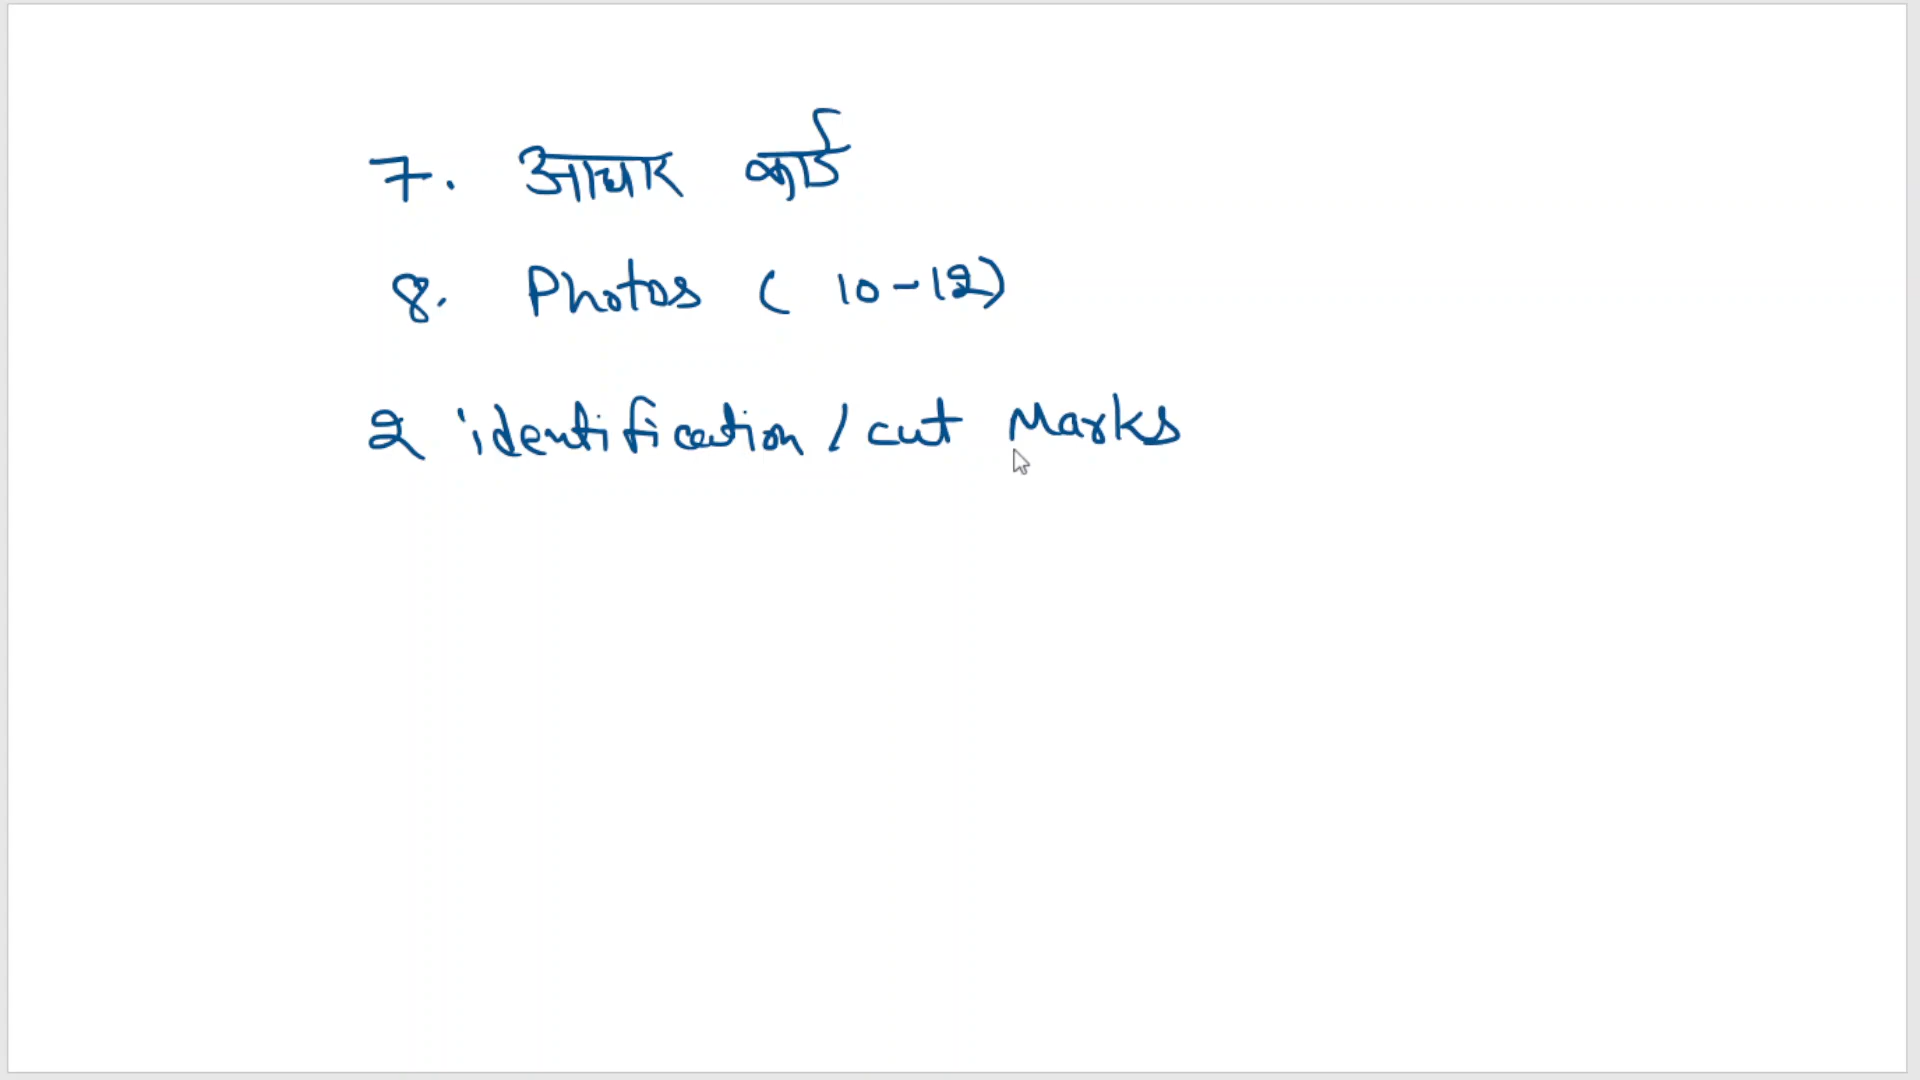 7. आधार कार्ड
8. Photos ( 10-12)
2 identification / cut Marks